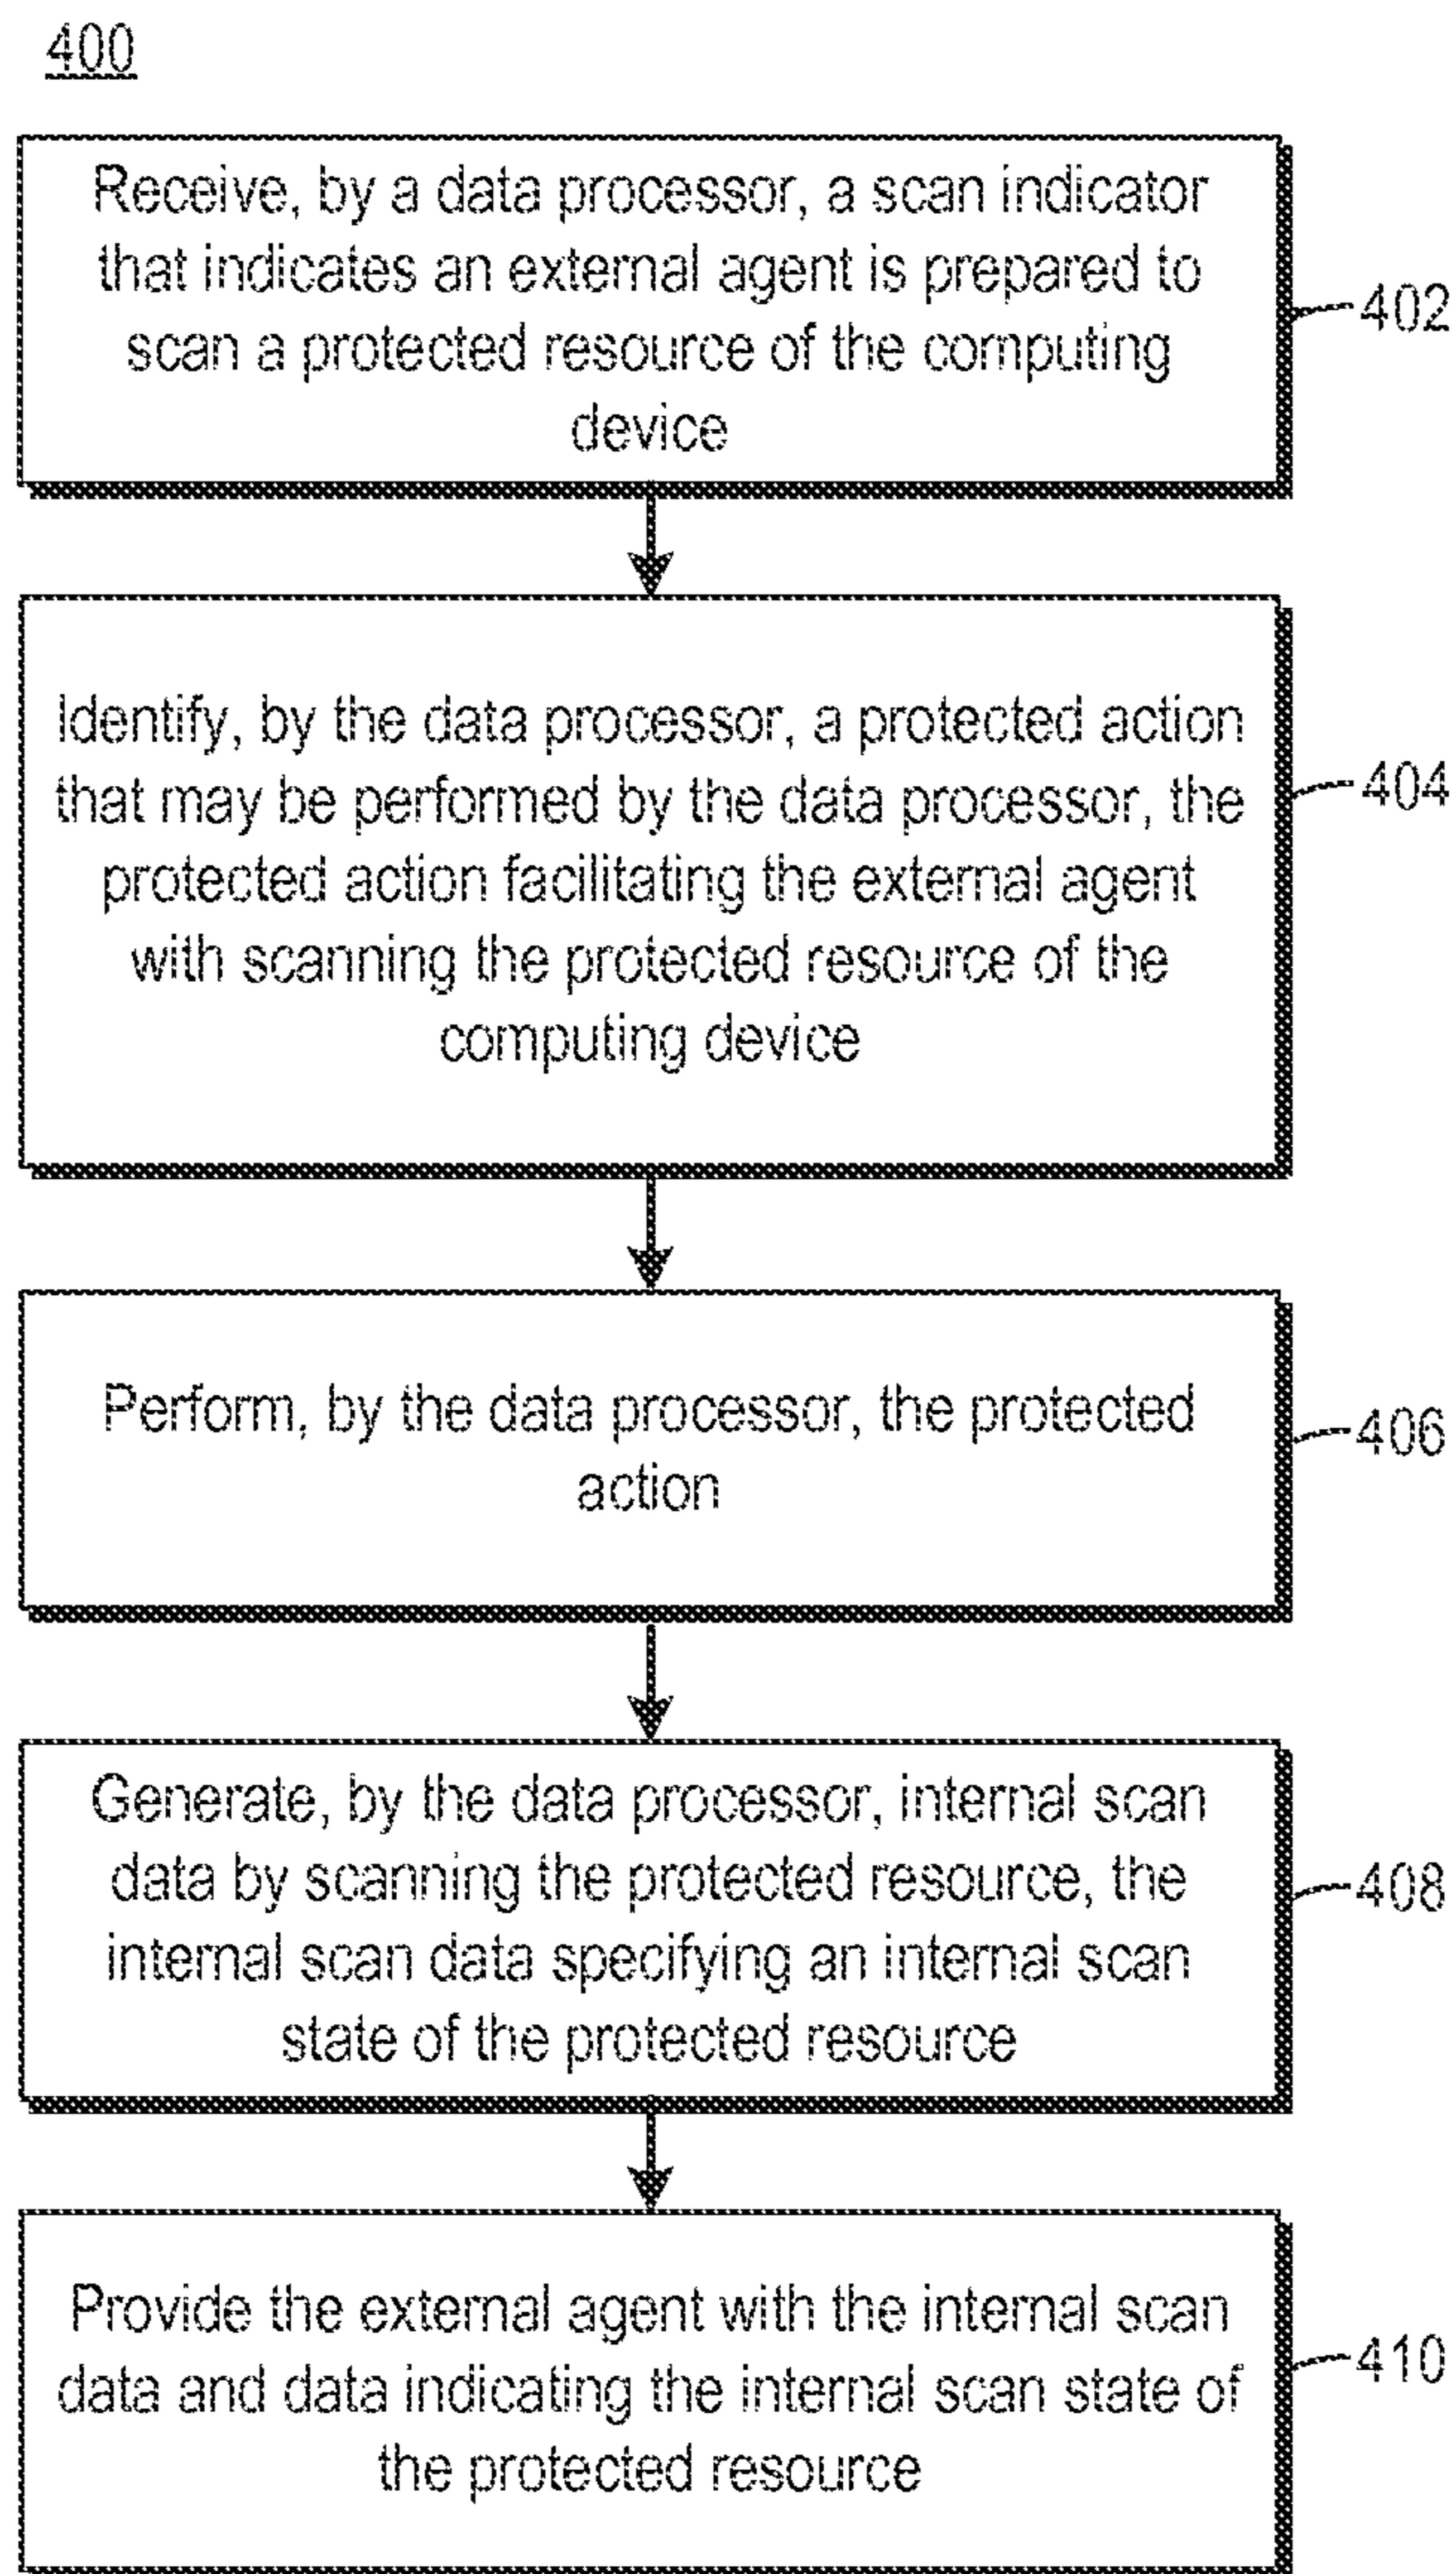 400
Receive, by a data processor, a scan indicator
that indicates an external agent is prepared to
scan a protected resource of the computing
device
402
Identify, by the data processor, a protected action
that may be performed by the data processor, the
protected action facilitating the external agent
with scanning the protected resource of the
computing device
404
Perform, by the data processor, the protected
action
406
Generate, by the data processor, internal scan
data by scanning the protected resource, the
internal scan data specifying an internal scan
state of the protected resource
408
Provide the external agent with the internal scan
data and data indicating the internal scan state of
the protected resource
410